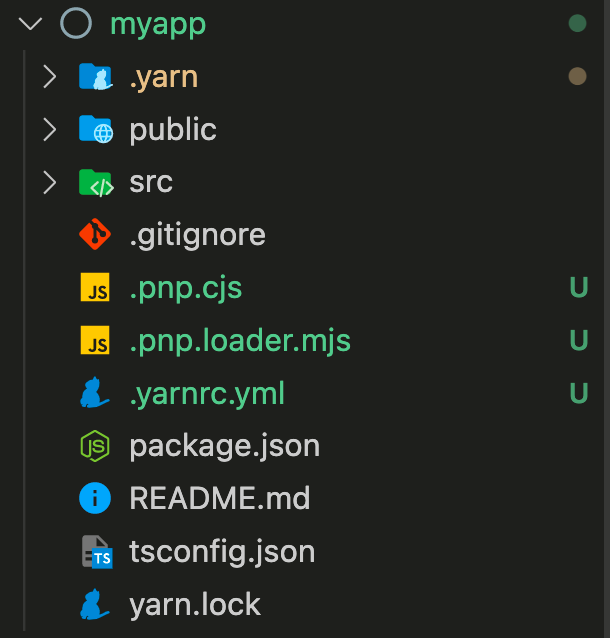 myapp
.yarn
public
src
.gitignore
JS .pnp.cjs U
JS .pnp.loader.mjs U
.yarnrc.yml U
JS package.json
i README.md
TS tsconfig.json
yarn.lock